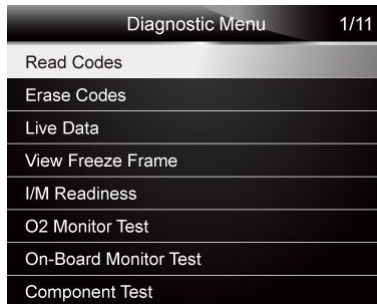 Diagnostic Menu 1/11
Read Codes
Erase Codes
Live Data
View Freeze Frame
I/M Readiness
O2 Monitor Test
On-Board Monitor Test
Component Test